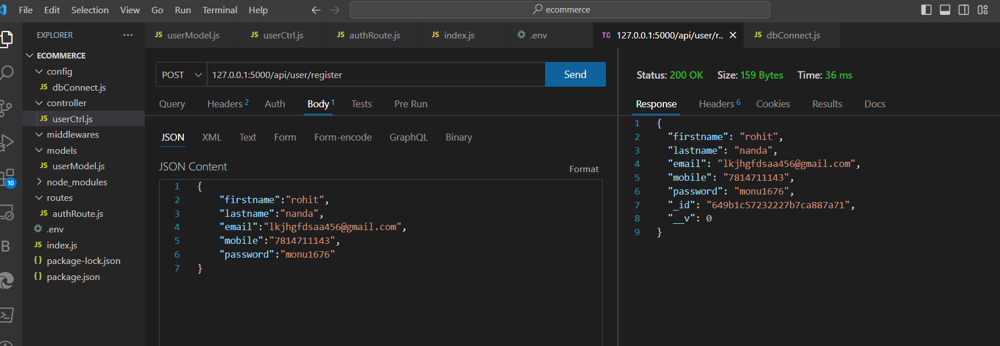 File Edit Selection View Go Run Terminal Help
ecommerce
EXPLORER ...
ECOMMERCE
config
JS dbConnect.js
controller
JS userCtrl.js
middlewares
models
JS userModel.js
node_modules
routes
JS authRoute.js
.env
JS index.js
{} package-lock.json
{} package.json
10
B
JS userModel.js
JS userCtrl.js
JS authRoute.js
JS index.js
.env
TC 127.0.0.1:5000/api/user/r..
JS dbConnect.js
POST 127.0.0.1:5000/api/user/register Send
Query Headers 2 Auth Body 1 Tests Pre Run
JSON XML Text Form Form-encode GraphQL Binary
JSON Content
Format
1 {
2 "firstname":"rohit",
3 "lastname":"nanda",
4 "email":"lkjhgfdsaa456@gmail.com",
5 "mobile":"7814711143",
6 "password":"monu1676"
7 }
Status: 200 OK Size: 159 Bytes Time: 36 ms
Response Headers 6 Cookies Results Docs
1 {
2 "firstname": "rohit",
3 "lastname": "nanda",
4 "email": "lkjhgfdsaa456@gmail.com",
5 "mobile": "7814711143",
6 "password": "monu1676",
7 "_id": "649b1c57232227b7ca887a71",
8 "__v": 0
9 }